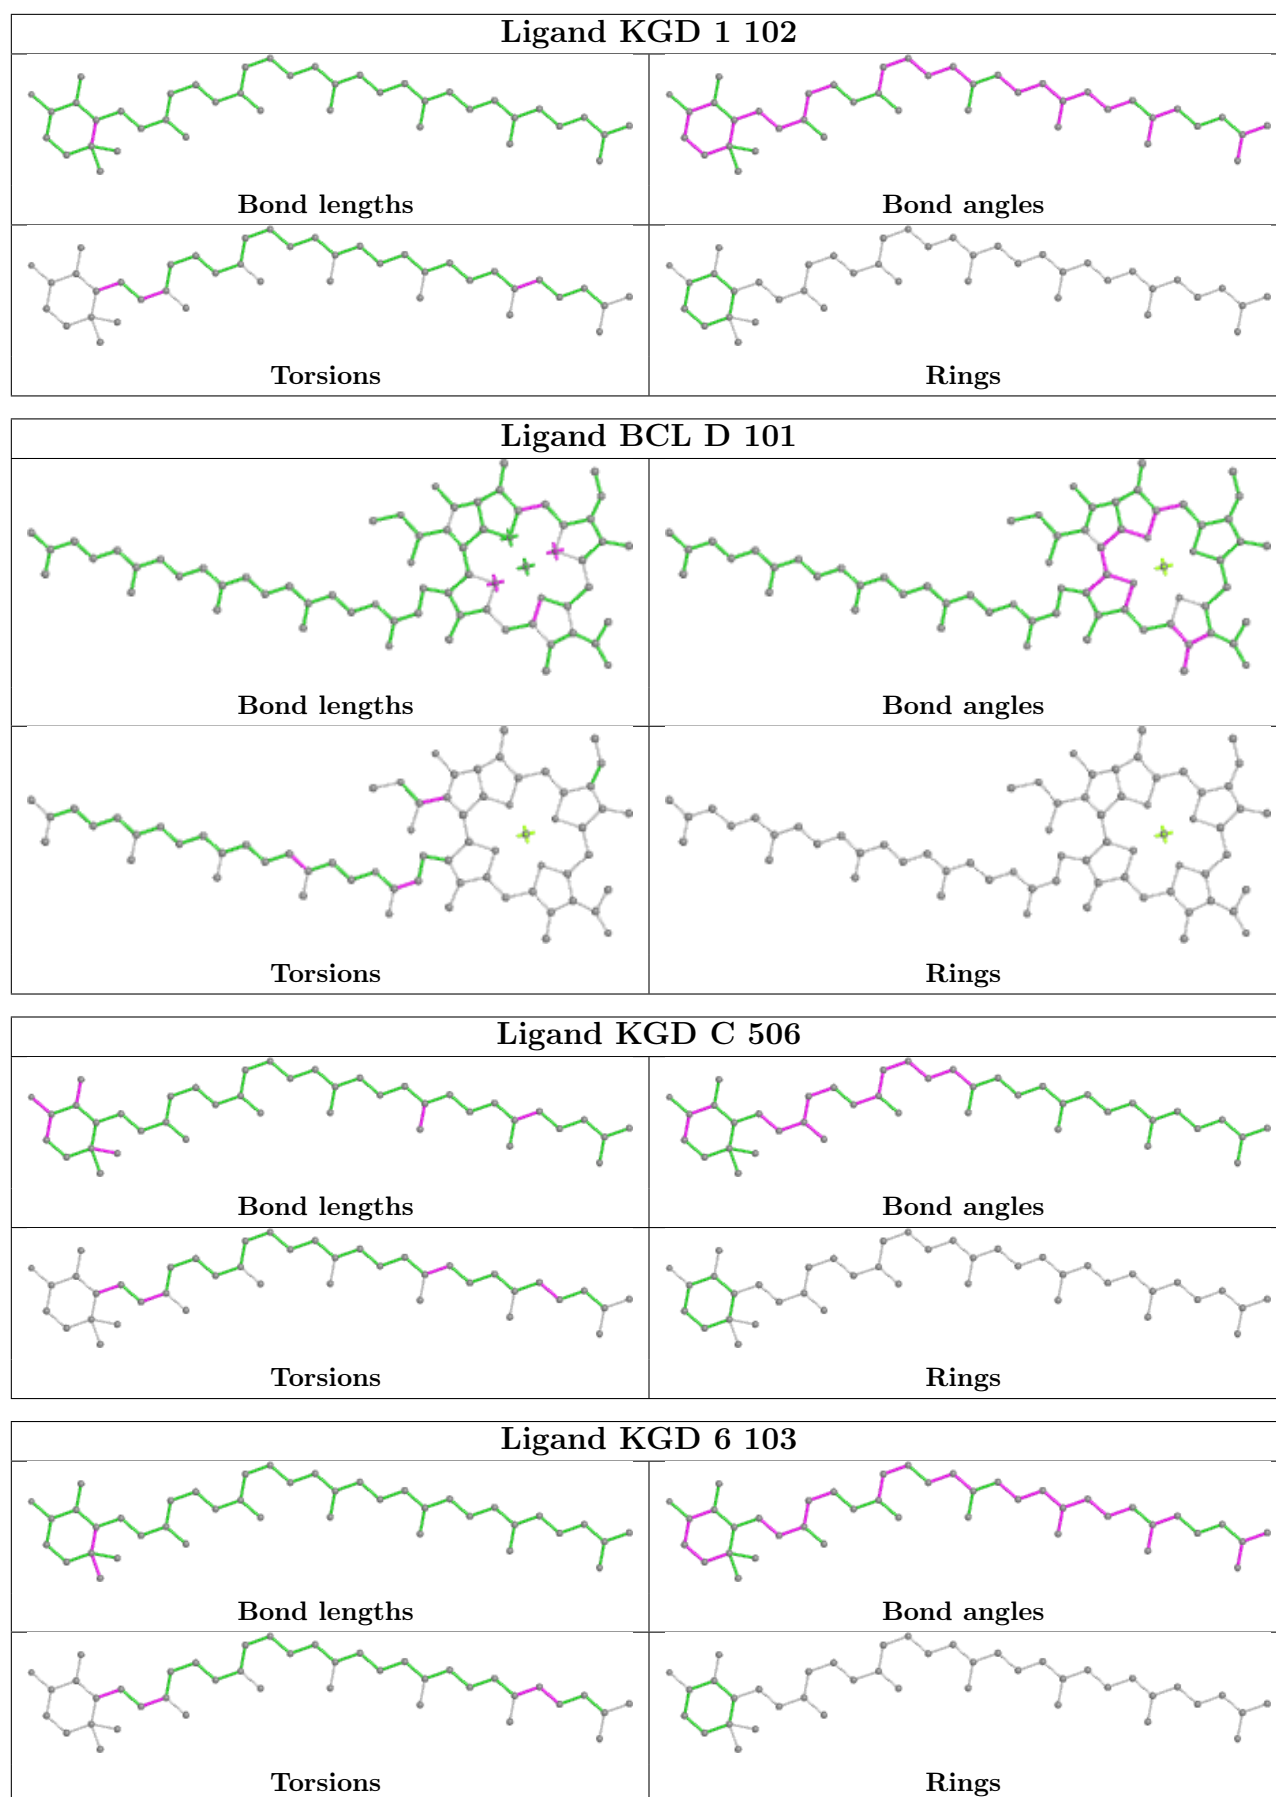 Ligand KGD 1 102
Bond lengths
Bond angles
Torsions
Rings
Ligand BCL D 101
Bond lengths
Bond angles
Torsions
Rings
Ligand KGD C 506
Bond lengths
Bond angles
Torsions
Rings
Ligand KGD 6 103
Bond lengths
Bond angles
Torsions
Rings